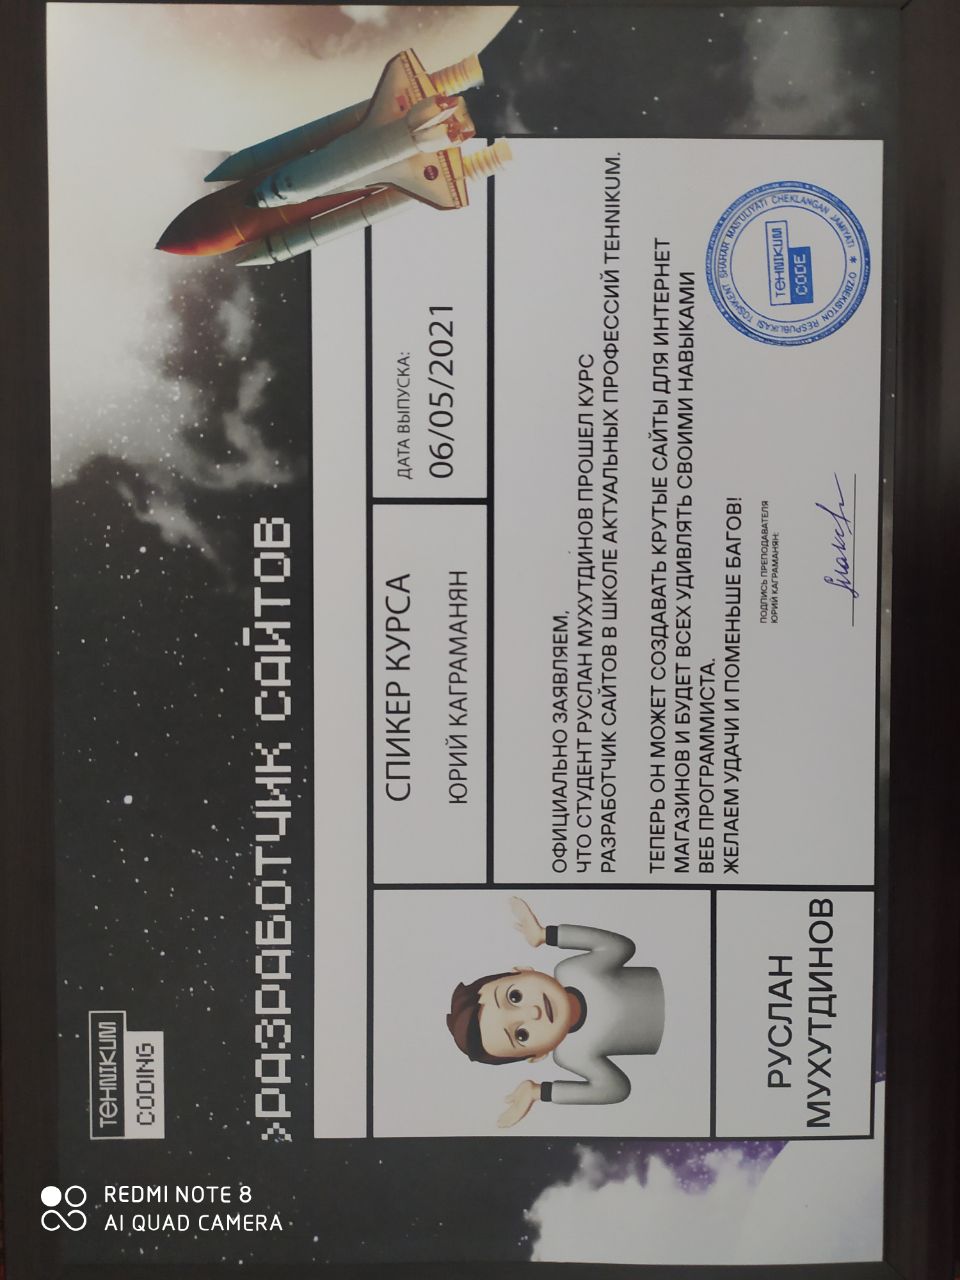 REDMI NOTE 8
AI QUAD CAMERA
TEHNIKUM
CODING
>РАЗРАБОТЧИК САЙТОВ
СПИКЕР КУРСА
ЮРИЙ КАГРАМАНЯН
ДАТА ВЫПУСКА:
06/05/2021
ОФИЦИАЛЬНО ЗАЯВЛЯЕМ,
ЧТО СТУДЕНТ РУСЛАН МУХУТДИНОВ ПРОШЕЛ КУРС
РАЗРАБОТЧИК САЙТОВ В ШКОЛЕ АКТУАЛЬНЫХ ПРОФЕССИЙ TEHNIKUM.
ТЕПЕРЬ ОН МОЖЕТ СОЗДАВАТЬ КРУТЫЕ САЙТЫ ДЛЯ ИНТЕРНЕТ
МАГАЗИНОВ И БУДЕТ ВСЕХ УДИВЛЯТЬ СВОИМИ НАВЫКАМИ
ВЕБ ПРОГРАММИСТА.
ЖЕЛАЕМ УДАЧИ И ПОМЕНЬШЕ БАГОВ!
РУСЛАН
МУХУТДИНОВ
ПОДПИСЬ ПРЕПОДАВАТЕЛЯ
ЮРИЙ КАГРАМАНЯН:
O'ZBEKISTON RESPUBLIKASI TOSHKENT SHAHAR MAS'ULIYATI CHEKLANGAN JAMIYATI
TEHNIKUM
CODE